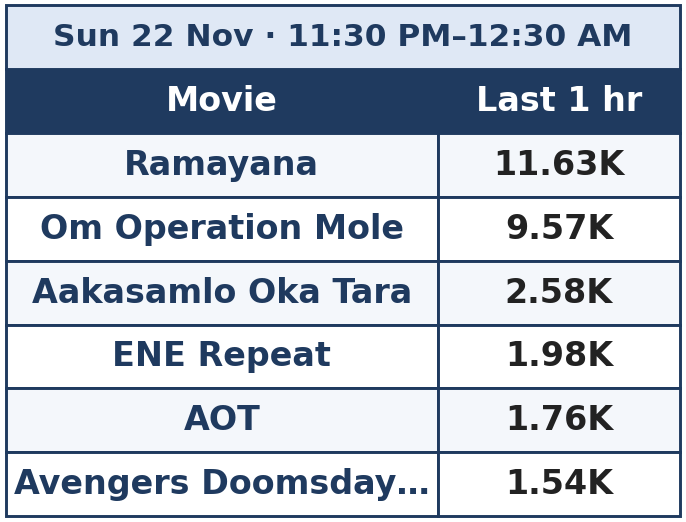 Sun 22 Nov · 11:30 PM–12:30 AM
Movie Last 1 hr
Ramayana 11.63K
Om Operation Mole 9.57K
Aakasamlo Oka Tara 2.58K
ENE Repeat 1.98K
AOT 1.76K
Avengers Doomsday... 1.54K